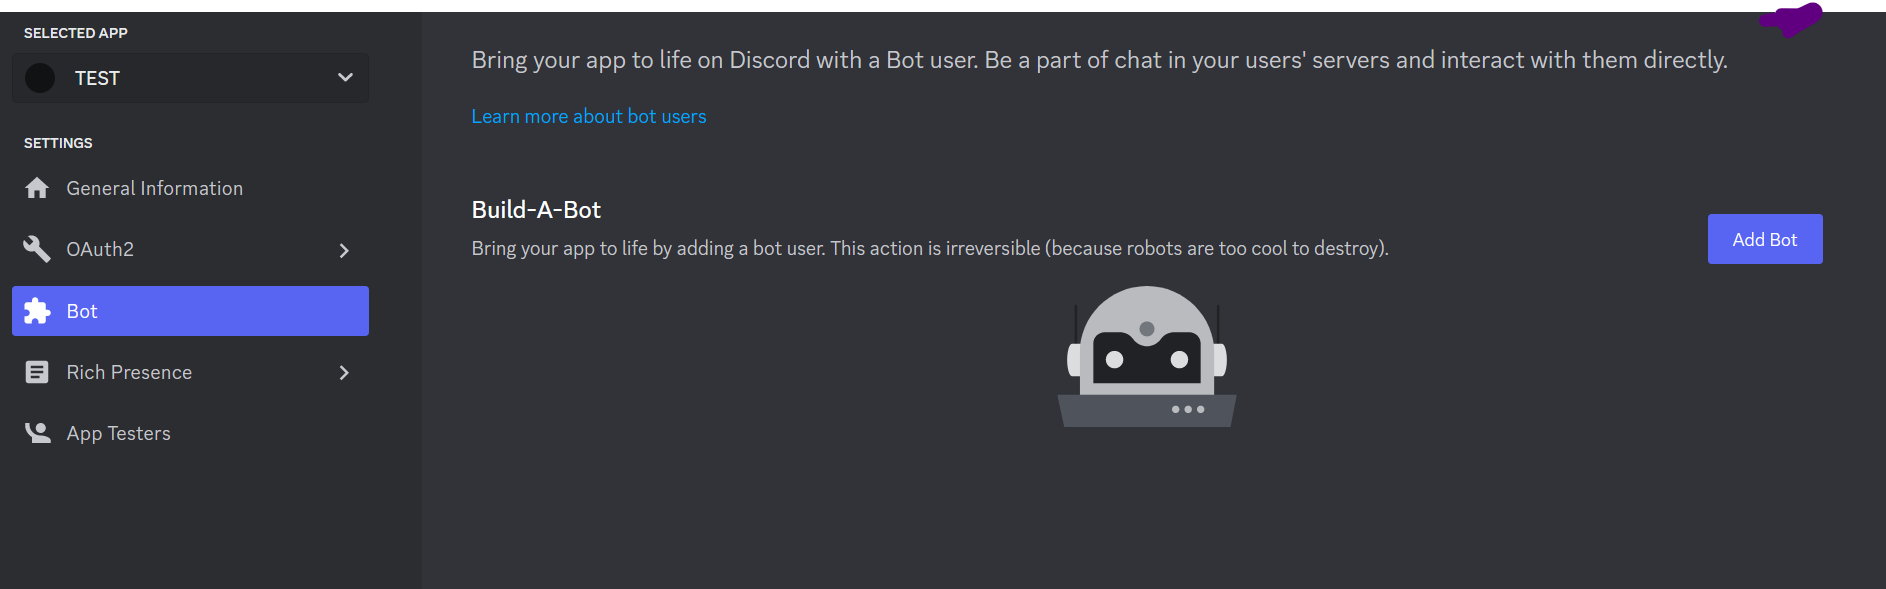 SELECTED APP
TEST
SETTINGS
General Information
OAuth2
Bot
Rich Presence
App Testers
Bring your app to life on Discord with a Bot user. Be a part of chat in your users' servers and interact with them directly.
Learn more about bot users
Build-A-Bot
Bring your app to life by adding a bot user. This action is irreversible (because robots are too cool to destroy).
Add Bot